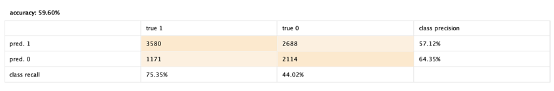 accuracy: 59.60%
true 1 true 0 class precision
pred. 1 3580 2688 57.12%
pred. 0 1171 2114 64.35%
class recall 75.35% 44.02%